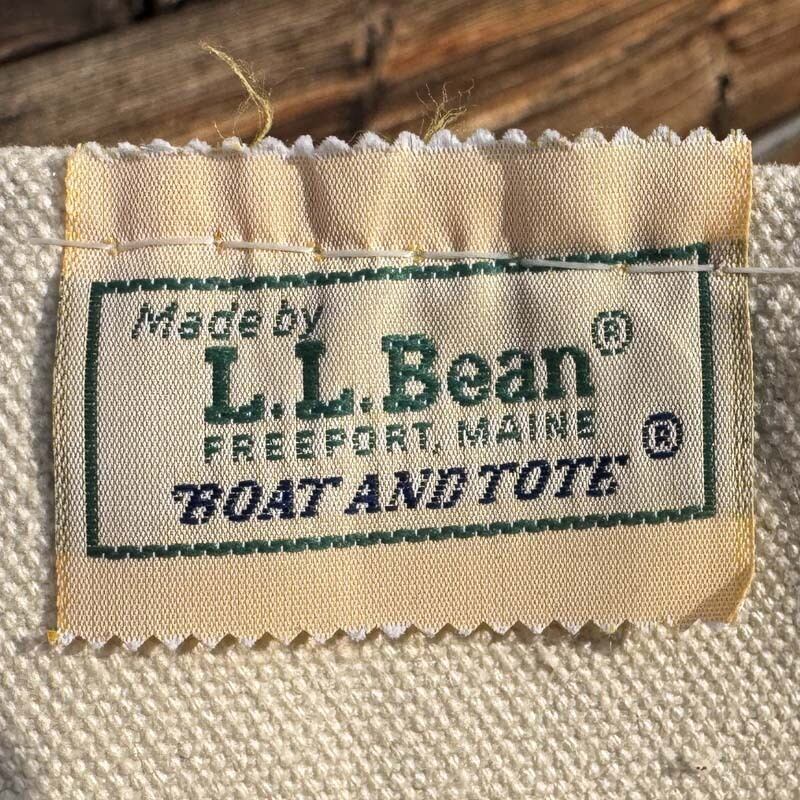 Made by
L.L.Bean®
FREEPORT, MAINE
BOAT AND TOTE ®